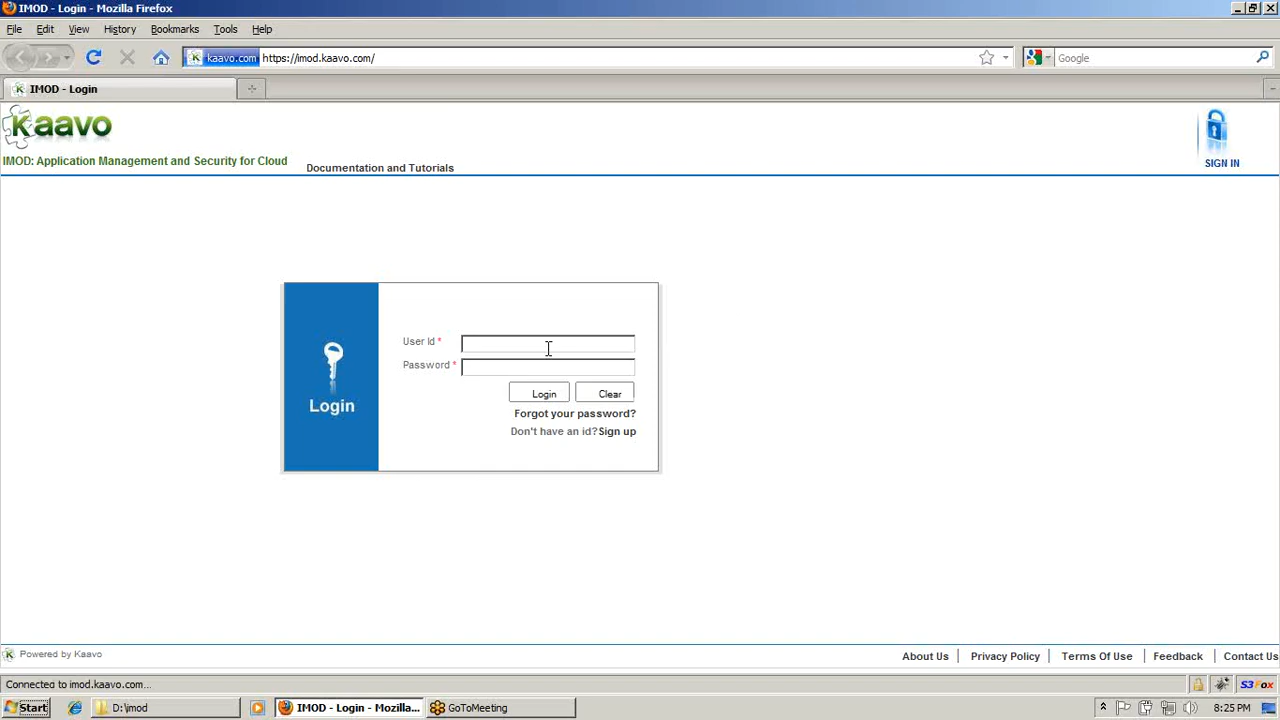 IMOD - Login - Mozilla Firefox
File Edit View History Bookmarks Tools Help
kaavo.com https://imod.kaavo.com/
Google
IMOD - Login
Kaavo
IMOD: Application Management and Security for Cloud
Documentation and Tutorials
SIGN IN
User Id *
Password *
Login
Login Clear
Forgot your password?
Don't have an id? Sign up
Powered by Kaavo
About Us | Privacy Policy | Terms Of Use | Feedback | Contact Us
Connected to imod.kaavo.com...
S3Fox
Start
D:\imod
IMOD - Login - Mozilla...
GoToMeeting
8:25 PM